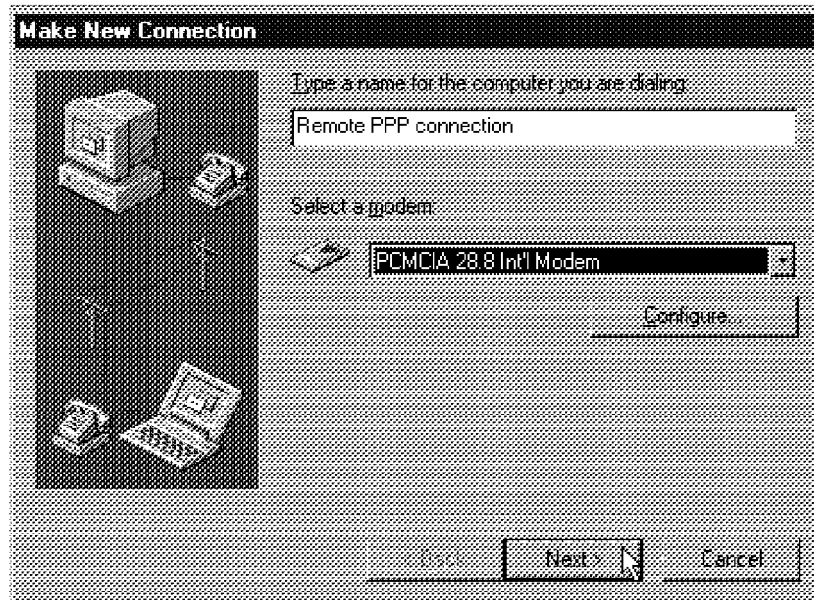 Make New Connection
Type a name for the computer you are dialing:
Remote PPP connection
Select a modem:
PCMCIA 28.8 Int'l Modem
Configure...
< Back Next > Cancel